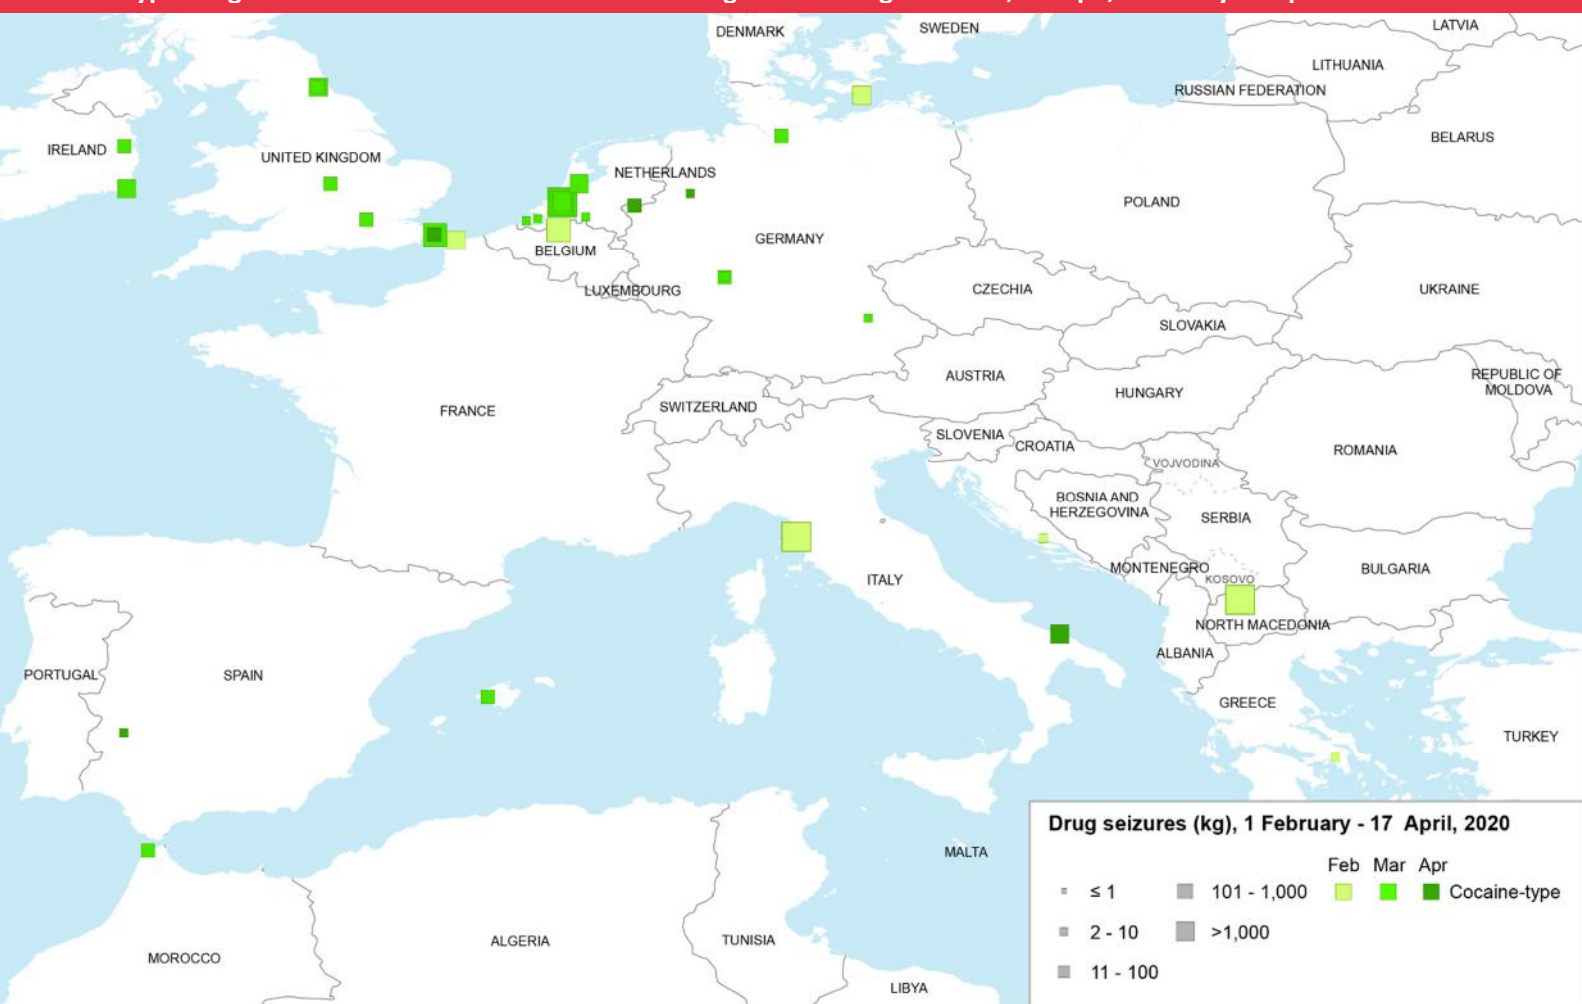 DENMARK
SWEDEN
LATVIA
LITHUANIA
RUSSIAN FEDERATION
BELARUS
IRELAND
UNITED KINGDOM
NETHERLANDS
POLAND
GERMANY
BELGIUM
LUXEMBOURG
CZECHIA
UKRAINE
SLOVAKIA
AUSTRIA
REPUBLIC OF
MOLDOVA
HUNGARY
FRANCE
SWITZERLAND
SLOVENIA
CROATIA
ROMANIA
VOJVODINA
BOSNIA AND
HERZEGOVINA
SERBIA
MONTENEGRO
KOSOVO
BULGARIA
ITALY
NORTH MACEDONIA
ALBANIA
PORTUGAL
SPAIN
GREECE
TURKEY
MALTA
MOROCCO
ALGERIA
TUNISIA
LIBYA
Drug seizures (kg), 1 February - 17 April, 2020
Feb Mar Apr
≤ 1 101 - 1,000 Cocaine-type
2 - 10 >1,000
11 - 100